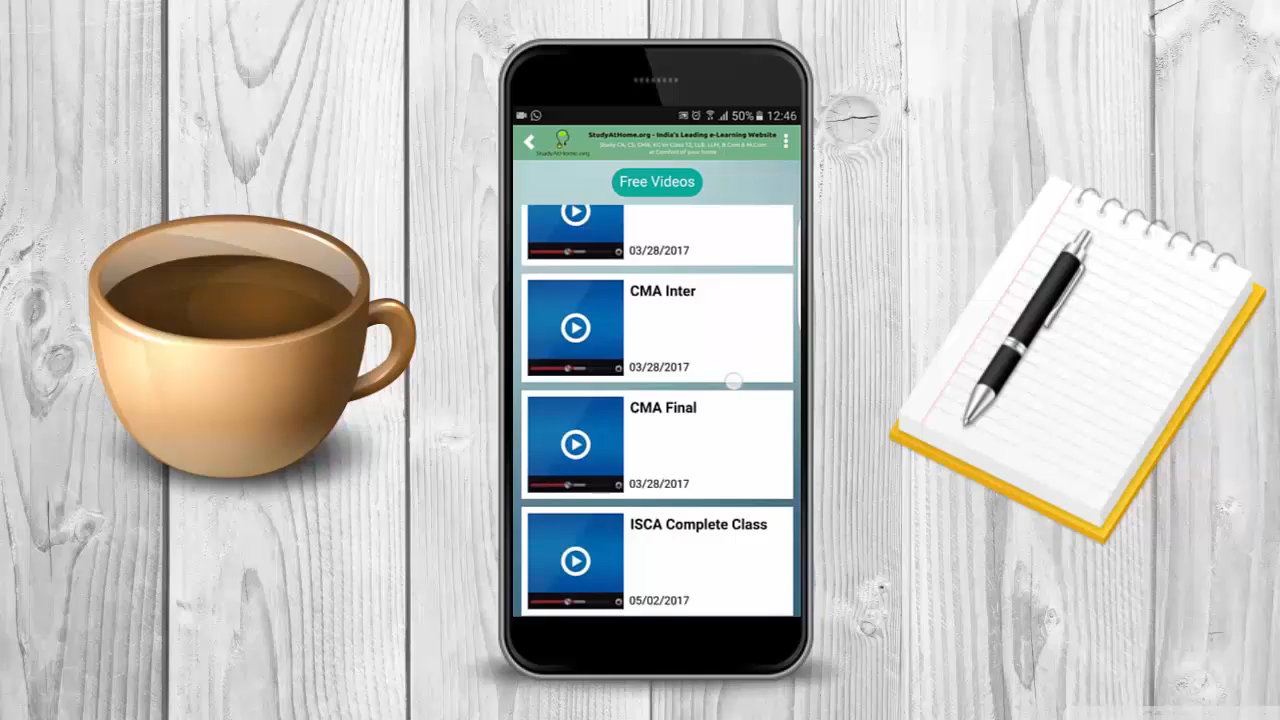 50% 12:46
StudyAtHome.org - India's Leading e-Learning Website
Study CA, CS, CMA, XI to Class 12, LLB, LLM, B.Com & M.Com
at Comfort of your home
StudyAtHome.org
Free Videos
03/28/2017
CMA Inter
03/28/2017
CMA Final
03/28/2017
ISCA Complete Class
05/02/2017